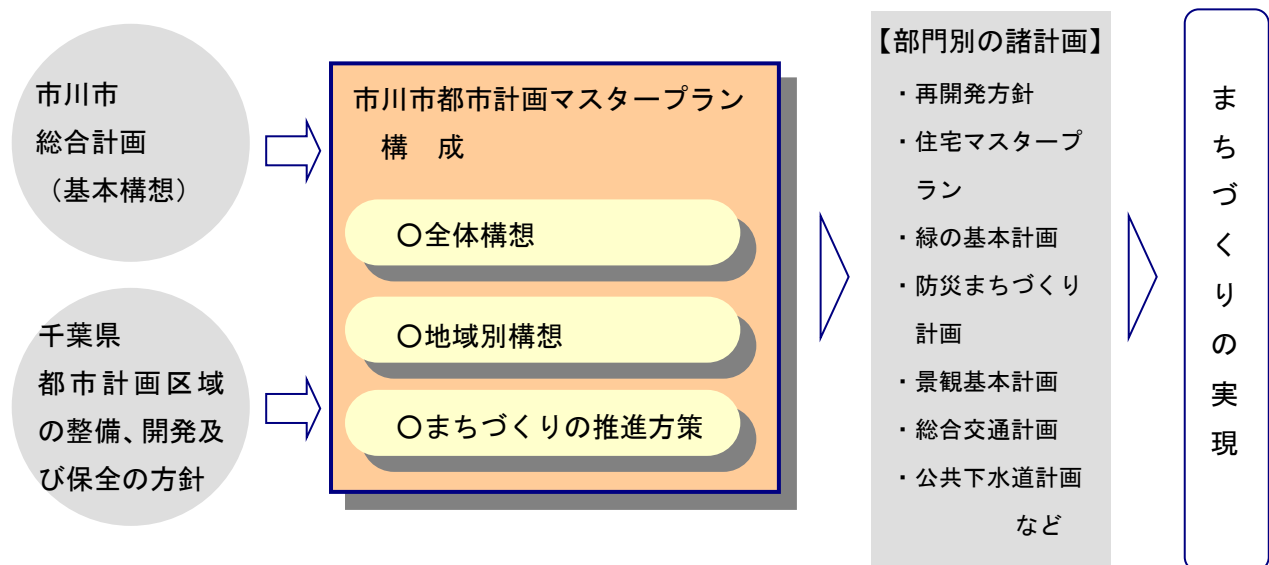 市川市
総合計画
（基本構想）
千葉県
都市計画区域
の整備、開発及
び保全の方針
市川市都市計画マスタープラン
構　成
〇全体構想
〇地域別構想
〇まちづくりの推進方策
【部門別の諸計画】
・再開発方針
・住宅マスタープ
ラン
・緑の基本計画
・防災まちづくり
計画
・景観基本計画
・総合交通計画
・公共下水道計画
など
まちづくりの実現